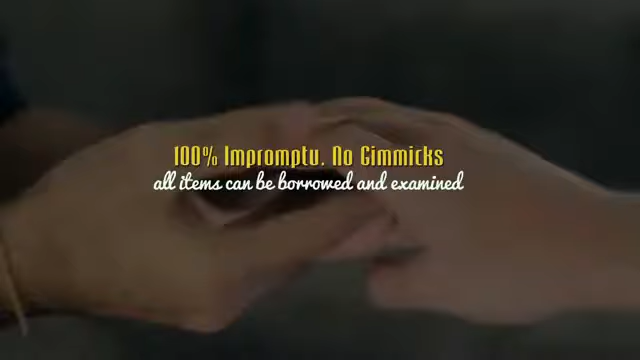 100% Impromptu. No Gimmicks
all items can be borrowed and examined